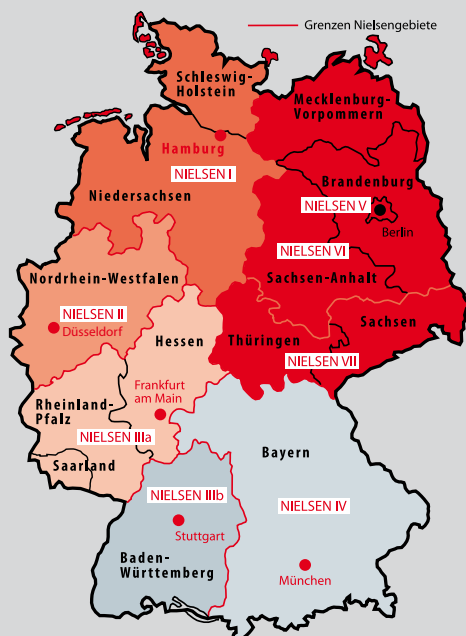 Grenzen Nielsengebiete
Schleswig-
Holstein
Mecklenburg-
Vorpommern
Hamburg
NIELSEN I
Niedersachsen
Brandenburg
NIELSEN V
Berlin
NIELSEN VI
Sachsen-Anhalt
Nordrhein-Westfalen
NIELSEN II
Düsseldorf
Hessen
Thüringen
Sachsen
NIELSEN VII
Frankfurt
am Main
Rheinland-
Pfalz
NIELSEN IIIa
Saarland
Bayern
NIELSEN IIIb
NIELSEN IV
Stuttgart
Baden-
Württemberg
München